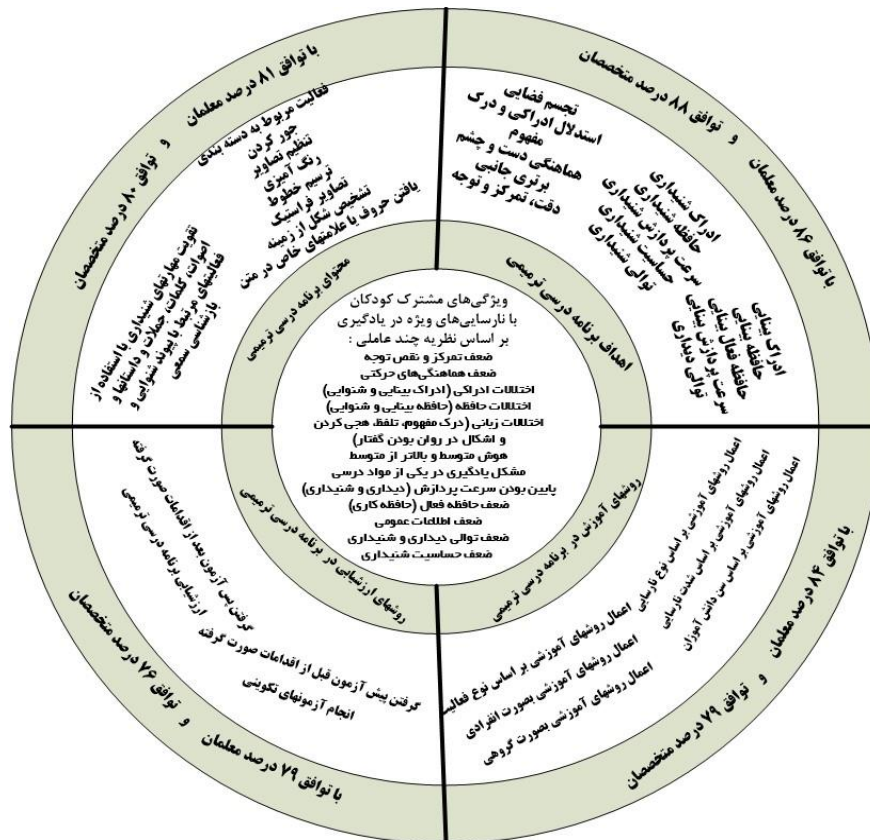 با توافق ۸۶ درصد معلمان و توافق ۸۸ درصد متخصصان
تجسم فضایی
استدلال ادراکی و درک
مفهوم
هماهنگی دست و چشم
برتری جانبی
دقت، تمرکز و توجه
ادراک شنیداری
حافظه شنیداری
سرعت پردازش شنیداری
حساسیت شنیداری
توالی شنیداری
ادراک بینایی
حافظه بینایی
حافظه فعال بینایی
سرعت پردازش بینایی
توالی دیداری
اهداف برنامه درسی ترمیمی
با توافق ۸۱ درصد معلمان و توافق ۸۰ درصد متخصصان
فعالیت مربوط به دسته بندی
جور کردن
تنظیم تصاویر
رنگ آمیزی
ترسیم خطوط
تصاویر فراستیک
تشخیص شکل از زمینه
یافتن حروف با علامتهای خاص در متن
تقویت مهارتهای شنیداری با استفاده از
اصوات، کلمات، جملات و داستانها و
فعالیتهای مرتبط با پیوند شنوایی و
بازشناسی سمعی
محتوای برنامه درسی ترمیمی
ویژگی‌های مشترک کودکان
با نارسایی‌های ویژه در یادگیری
بر اساس نظریه چند عاملی :
ضعف تمرکز و نقص توجه
ضعف هماهنگی‌های حرکتی
اختلالات ادراکی (ادراک بینایی و شنوایی)
اختلالات حافظه (حافظه بینایی و شنوایی)
اختلالات زبانی (درک مفهوم، تلفظ، هجی کردن
و اشکال در روان بودن گفتار)
هوش متوسط و بالاتر از متوسط
مشکل یادگیری در یکی از مواد درسی
پایین بودن سرعت پردازش (دیداری و شنیداری)
ضعف حافظه فعال (حافظه کاری)
ضعف اطلاعات عمومی
ضعف توالی دیداری و شنیداری
ضعف حساسیت شنیداری
روشهای آموزش در برنامه درسی ترمیمی
اعمال روشهای آموزشی بر اساس نوع نارسایی
اعمال روشهای آموزشی بر اساس شدت نارسایی
اعمال روشهای آموزشی بر اساس سن دانش آموزان
اعمال روشهای آموزشی بر اساس نوع فعالیت
اعمال روشهای آموزشی بصورت انفرادی
اعمال روشهای آموزشی بصورت گروهی
با توافق ۸۴ درصد معلمان و توافق ۷۹ درصد متخصصان
روشهای ارزشیابی در برنامه درسی ترمیمی
گرفتن پس آزمون بعد از اقدامات صورت گرفته
ارزشیابی برنامه درسی ترمیمی
گرفتن پیش آزمون قبل از اقدامات صورت گرفتن
انجام آزمونهای تکوینی
با توافق ۷۹ درصد معلمان و توافق ۷۶ درصد متخصصان